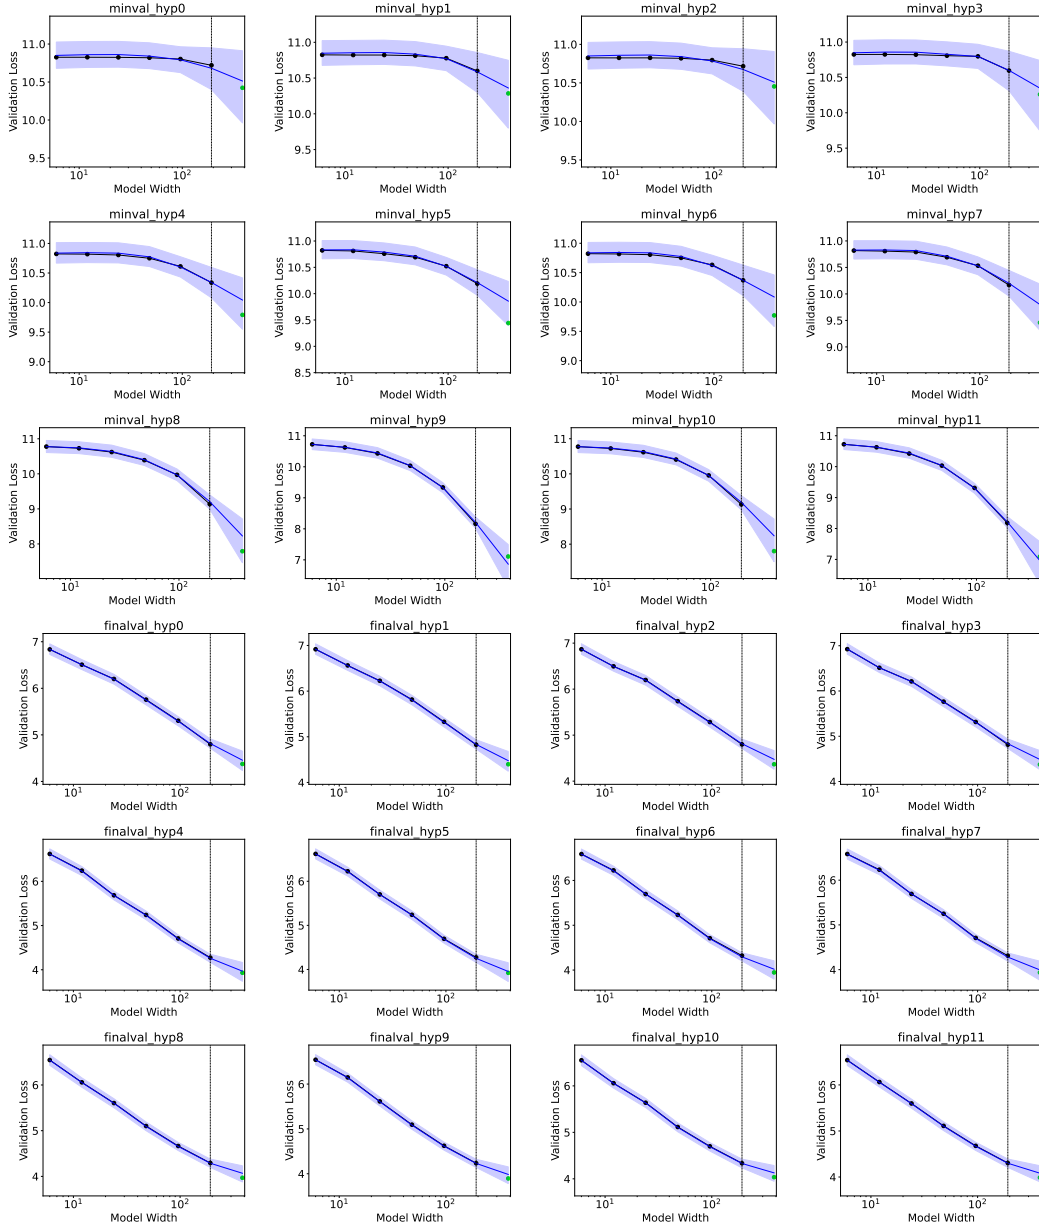 minval_hyp0
Validation Loss
11.0
10.5
10.0
9.5
10¹
10²
Model Width
minval_hyp1
Validation Loss
11.0
10.5
10.0
9.5
10¹
10²
Model Width
minval_hyp2
Validation Loss
11.0
10.5
10.0
9.5
10¹
10²
Model Width
minval_hyp3
Validation Loss
11.0
10.5
10.0
9.5
10¹
10²
Model Width
minval_hyp4
Validation Loss
11.0
10.5
10.0
9.5
9.0
10¹
10²
Model Width
minval_hyp5
Validation Loss
11.0
10.5
10.0
9.5
9.0
8.5
10¹
10²
Model Width
minval_hyp6
Validation Loss
11.0
10.5
10.0
9.5
9.0
10¹
10²
Model Width
minval_hyp7
Validation Loss
11.0
10.5
10.0
9.5
9.0
10¹
10²
Model Width
minval_hyp8
Validation Loss
11
10
9
8
10¹
10²
Model Width
minval_hyp9
Validation Loss
11
10
9
8
7
10¹
10²
Model Width
minval_hyp10
Validation Loss
11
10
9
8
10¹
10²
Model Width
minval_hyp11
Validation Loss
11
10
9
8
7
10¹
10²
Model Width
finalval_hyp0
Validation Loss
7
6
5
4
10¹
10²
Model Width
finalval_hyp1
Validation Loss
7
6
5
4
10¹
10²
Model Width
finalval_hyp2
Validation Loss
7
6
5
4
10¹
10²
Model Width
finalval_hyp3
Validation Loss
7
6
5
4
10¹
10²
Model Width
finalval_hyp4
Validation Loss
6
5
4
10¹
10²
Model Width
finalval_hyp5
Validation Loss
6
5
4
10¹
10²
Model Width
finalval_hyp6
Validation Loss
6
5
4
10¹
10²
Model Width
finalval_hyp7
Validation Loss
6
5
4
10¹
10²
Model Width
finalval_hyp8
Validation Loss
6
5
4
10¹
10²
Model Width
finalval_hyp9
Validation Loss
6
5
4
10¹
10²
Model Width
finalval_hyp10
Validation Loss
6
5
4
10¹
10²
Model Width
finalval_hyp11
Validation Loss
6
5
4
10¹
10²
Model Width